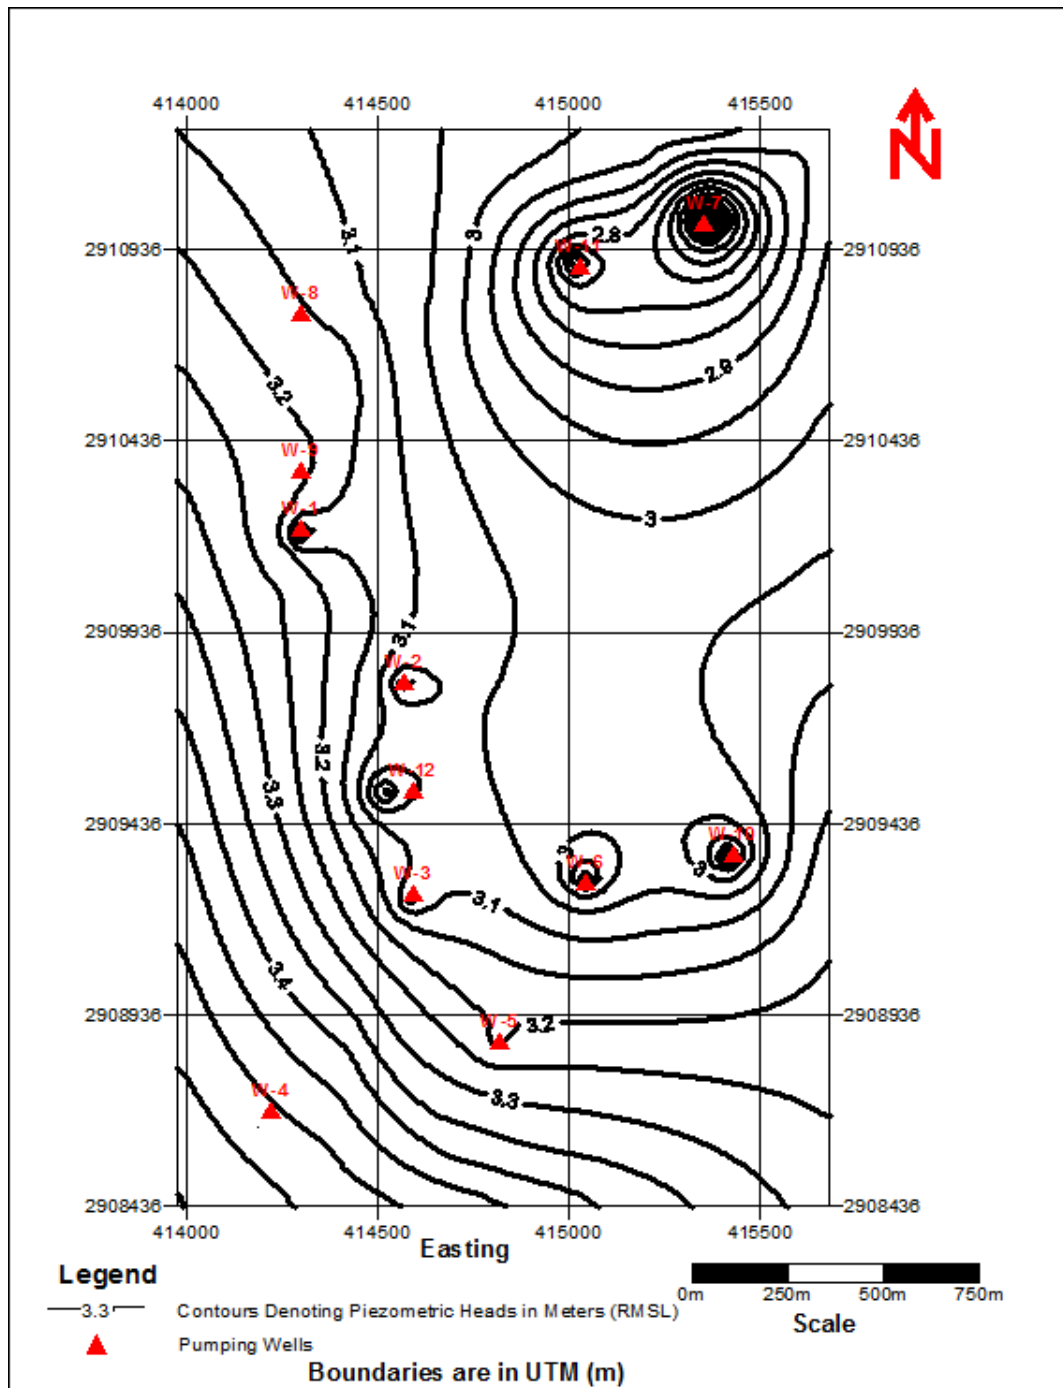 414000 414500 415000 415500
N
W-7
2.8
2910936 W-11 2910936
3.1
3
W-8
2.9
3.2
2910436 2910436
W-9
W-1
3
2909936 2909936
3.1
W-2
3.2
W-12
3.3
2909436 2909436
W-10
3
W-6
3
W-3
3.1
3.4
2908936 2908936
W-5
3.2
W-4
3.3
2908436 2908436
414000 414500 415000 415500
Easting
Legend
3.3 Contours Denoting Piezometric Heads in Meters (RMSL)
Pumping Wells
0m 250m 500m 750m
Scale
Boundaries are in UTM (m)